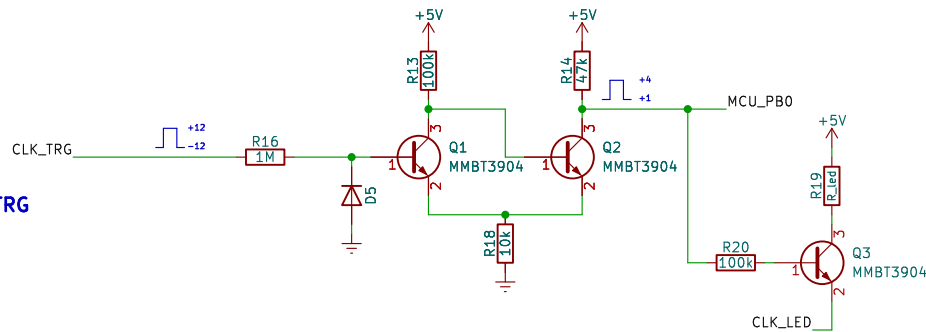 +5V
+5V
R13
100k
R14
47k
+4
+1
MCU_PB0
+12
-12
CLK_TRG
R16
1M
3
1
2
Q1
MMBT3904
3
1
2
Q2
MMBT3904
+5V
R19
R_led
D5
TRG
R18
10k
R20
100k
3
1
2
Q3
MMBT3904
CLK_LED